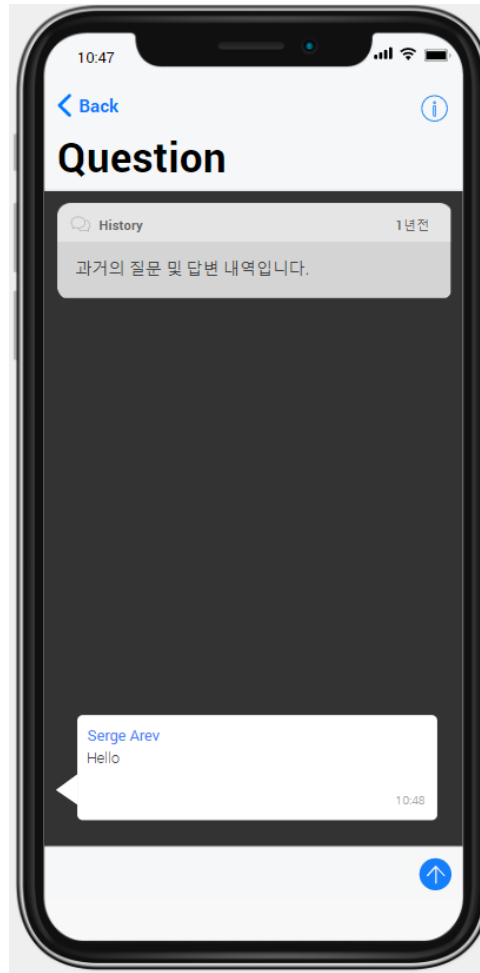 10:47
Back
Question
History 1년전
과거의 질문 및 답변 내역입니다.
Serge Arev
Hello
10:48